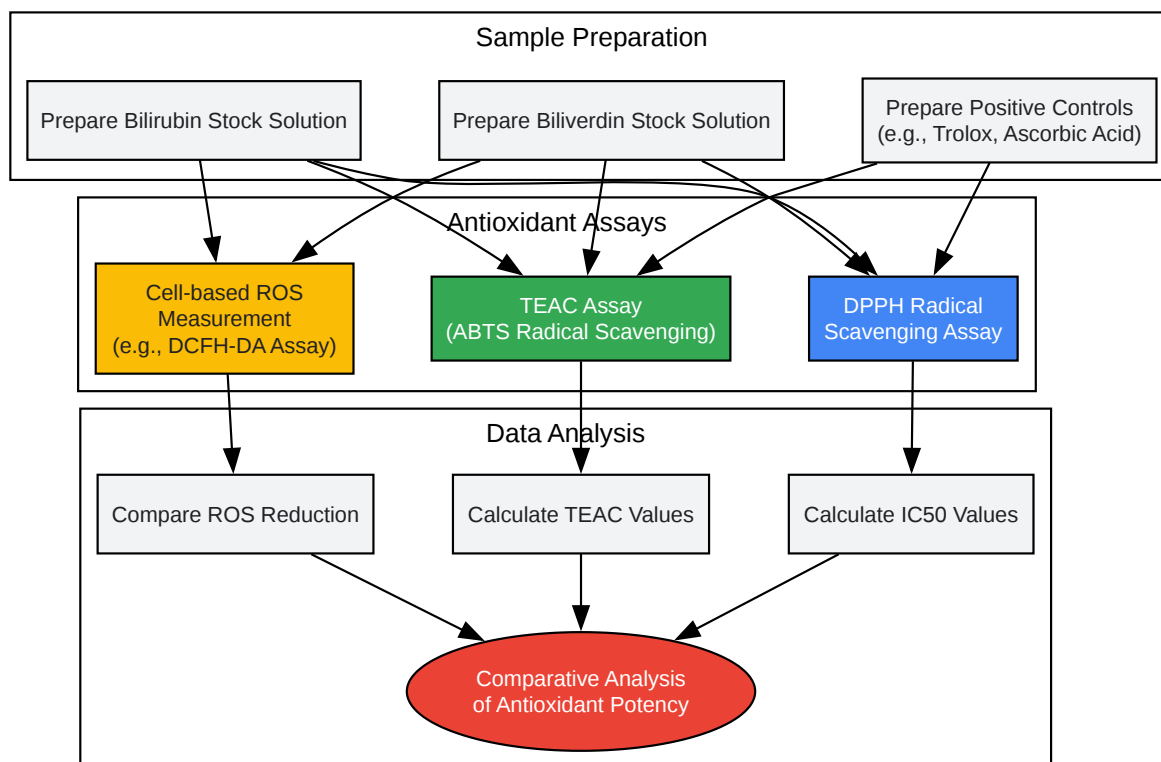 Sample Preparation
Prepare Bilirubin Stock Solution
Prepare Biliverdin Stock Solution
Prepare Positive Controls
(e.g., Trolox, Ascorbic Acid)
Antioxidant Assays
Cell-based ROS
Measurement
(e.g., DCFH-DA Assay)
TEAC Assay
(ABTS Radical Scavenging)
DPPH Radical
Scavenging Assay
Data Analysis
Compare ROS Reduction
Calculate TEAC Values
Calculate IC50 Values
Comparative Analysis
of Antioxidant Potency